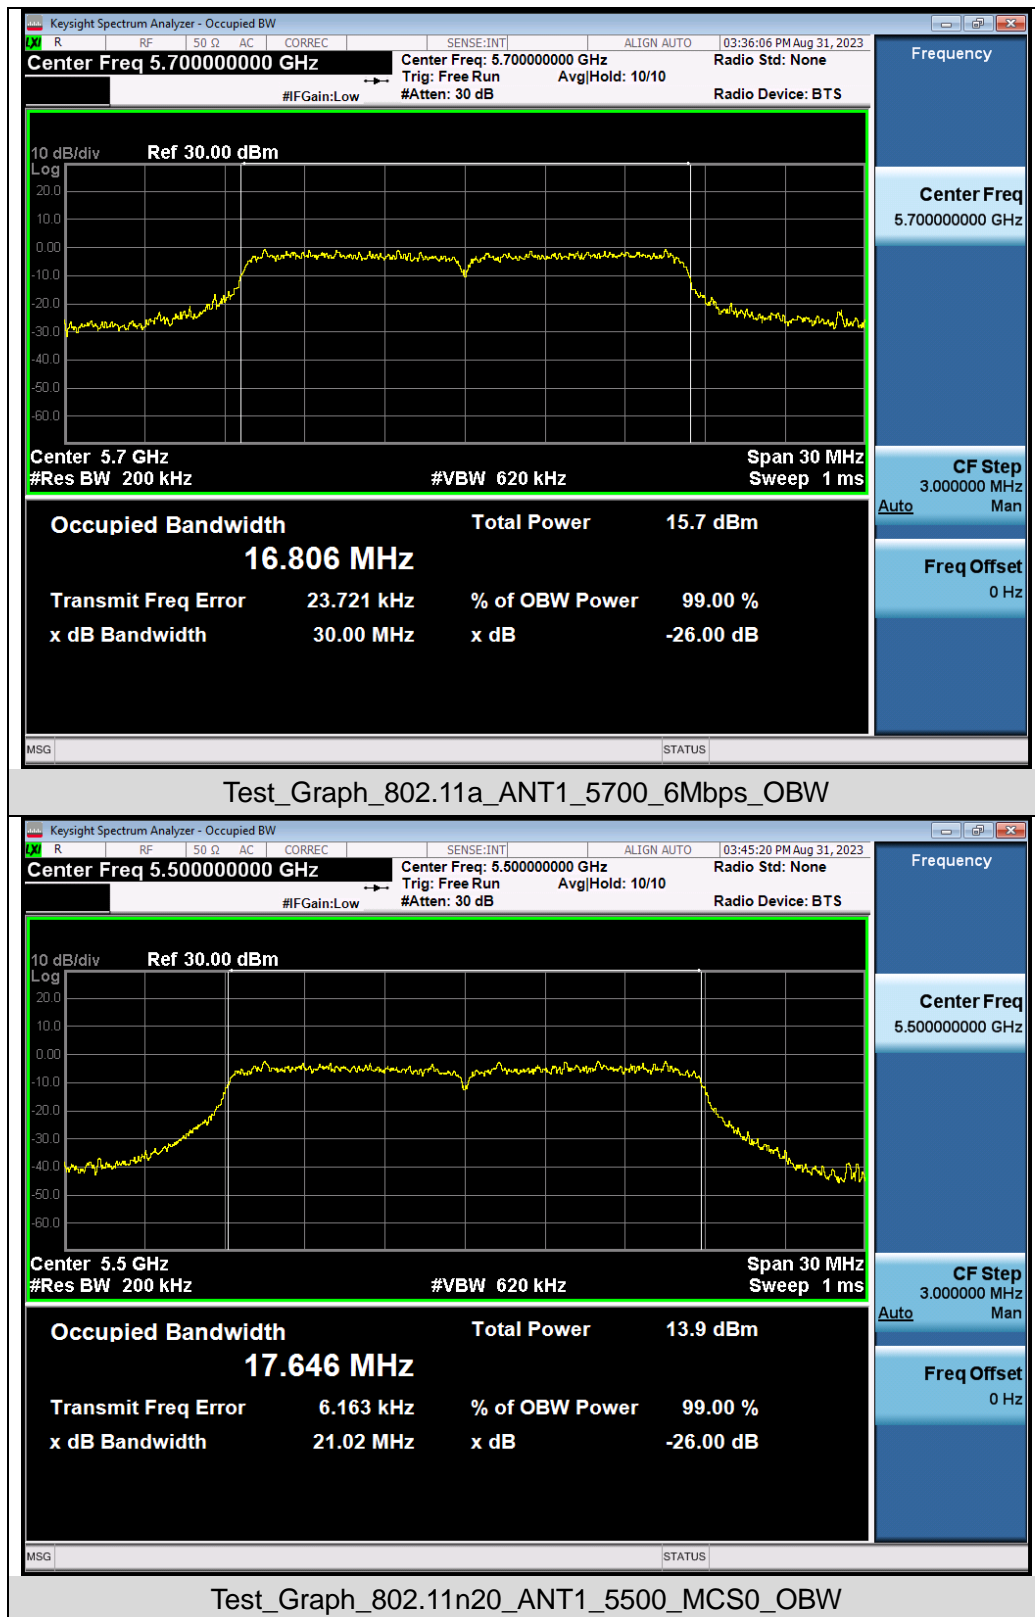 Keysight Spectrum Analyzer - Occupied BW
LXI R RF 50 Ω AC CORREC SENSE:INT ALIGN AUTO 03:36:06 PM Aug 31, 2023
Center Freq 5.700000000 GHz
Center Freq: 5.700000000 GHz
Radio Std: None
Trig: Free Run Avg|Hold: 10/10
#IFGain:Low
#Atten: 30 dB
Radio Device: BTS
10 dB/div Ref 30.00 dBm
Log
20.0
10.0
0.00
-10.0
-20.0
-30.0
-40.0
-50.0
-60.0
Center 5.7 GHz Span 30 MHz
#Res BW 200 kHz #VBW 620 kHz Sweep 1 ms
Occupied Bandwidth Total Power 15.7 dBm
16.806 MHz
Transmit Freq Error 23.721 kHz % of OBW Power 99.00 %
x dB Bandwidth 30.00 MHz x dB -26.00 dB
MSG STATUS
Frequency
Center Freq
5.700000000 GHz
CF Step
3.000000 MHz
Auto Man
Freq Offset
0 Hz
Test_Graph_802.11a_ANT1_5700_6Mbps_OBW
Keysight Spectrum Analyzer - Occupied BW
LXI R RF 50 Ω AC CORREC SENSE:INT ALIGN AUTO 03:45:20 PM Aug 31, 2023
Center Freq 5.500000000 GHz
Center Freq: 5.500000000 GHz
Radio Std: None
Trig: Free Run Avg|Hold: 10/10
#IFGain:Low
#Atten: 30 dB
Radio Device: BTS
10 dB/div Ref 30.00 dBm
Log
20.0
10.0
0.00
-10.0
-20.0
-30.0
-40.0
-50.0
-60.0
Center 5.5 GHz Span 30 MHz
#Res BW 200 kHz #VBW 620 kHz Sweep 1 ms
Occupied Bandwidth Total Power 13.9 dBm
17.646 MHz
Transmit Freq Error 6.163 kHz % of OBW Power 99.00 %
x dB Bandwidth 21.02 MHz x dB -26.00 dB
MSG STATUS
Frequency
Center Freq
5.500000000 GHz
CF Step
3.000000 MHz
Auto Man
Freq Offset
0 Hz
Test_Graph_802.11n20_ANT1_5500_MCS0_OBW